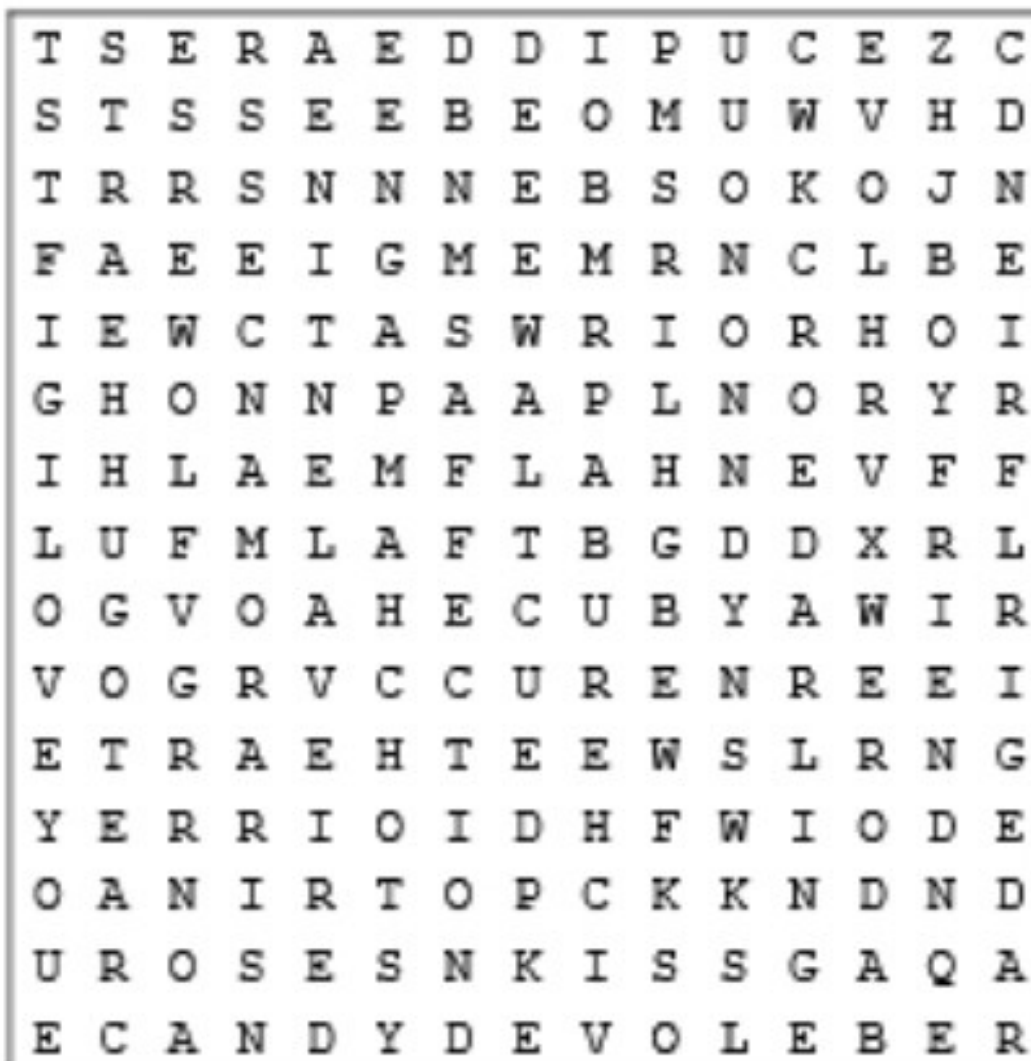 T S E R A E D D I P U C E Z C
S T S S E E B E O M U W V H D
T R R S N N N E B S O K O J N
F A E E I G M E M R N C L B E
I E W C T A S W R I O R H O I
G H O N N P A A P L N O R Y R
I H L A E M F L A H N E V F F
L U F M L A F T B G D D X R L
O G V O A H E C U B Y A W I R
V O G R V C C U R E N R E E I
E T R A E H T E E W S L R N G
Y E R R I O I D H F W I O D E
O A N I R T O P C K K N D N D
U R O S E S N K I S S G A Q A
E C A N D Y D E V O L E B E R